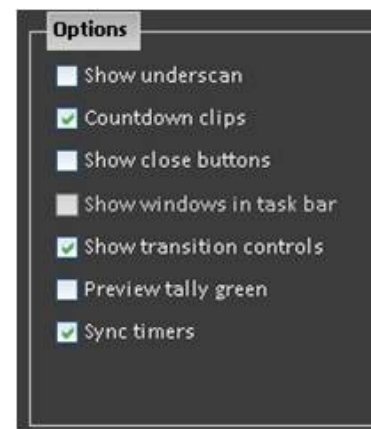 Options
Show underscan
Countdown clips
Show close buttons
Show windows in task bar
Show transition controls
Preview tally green
Sync timers